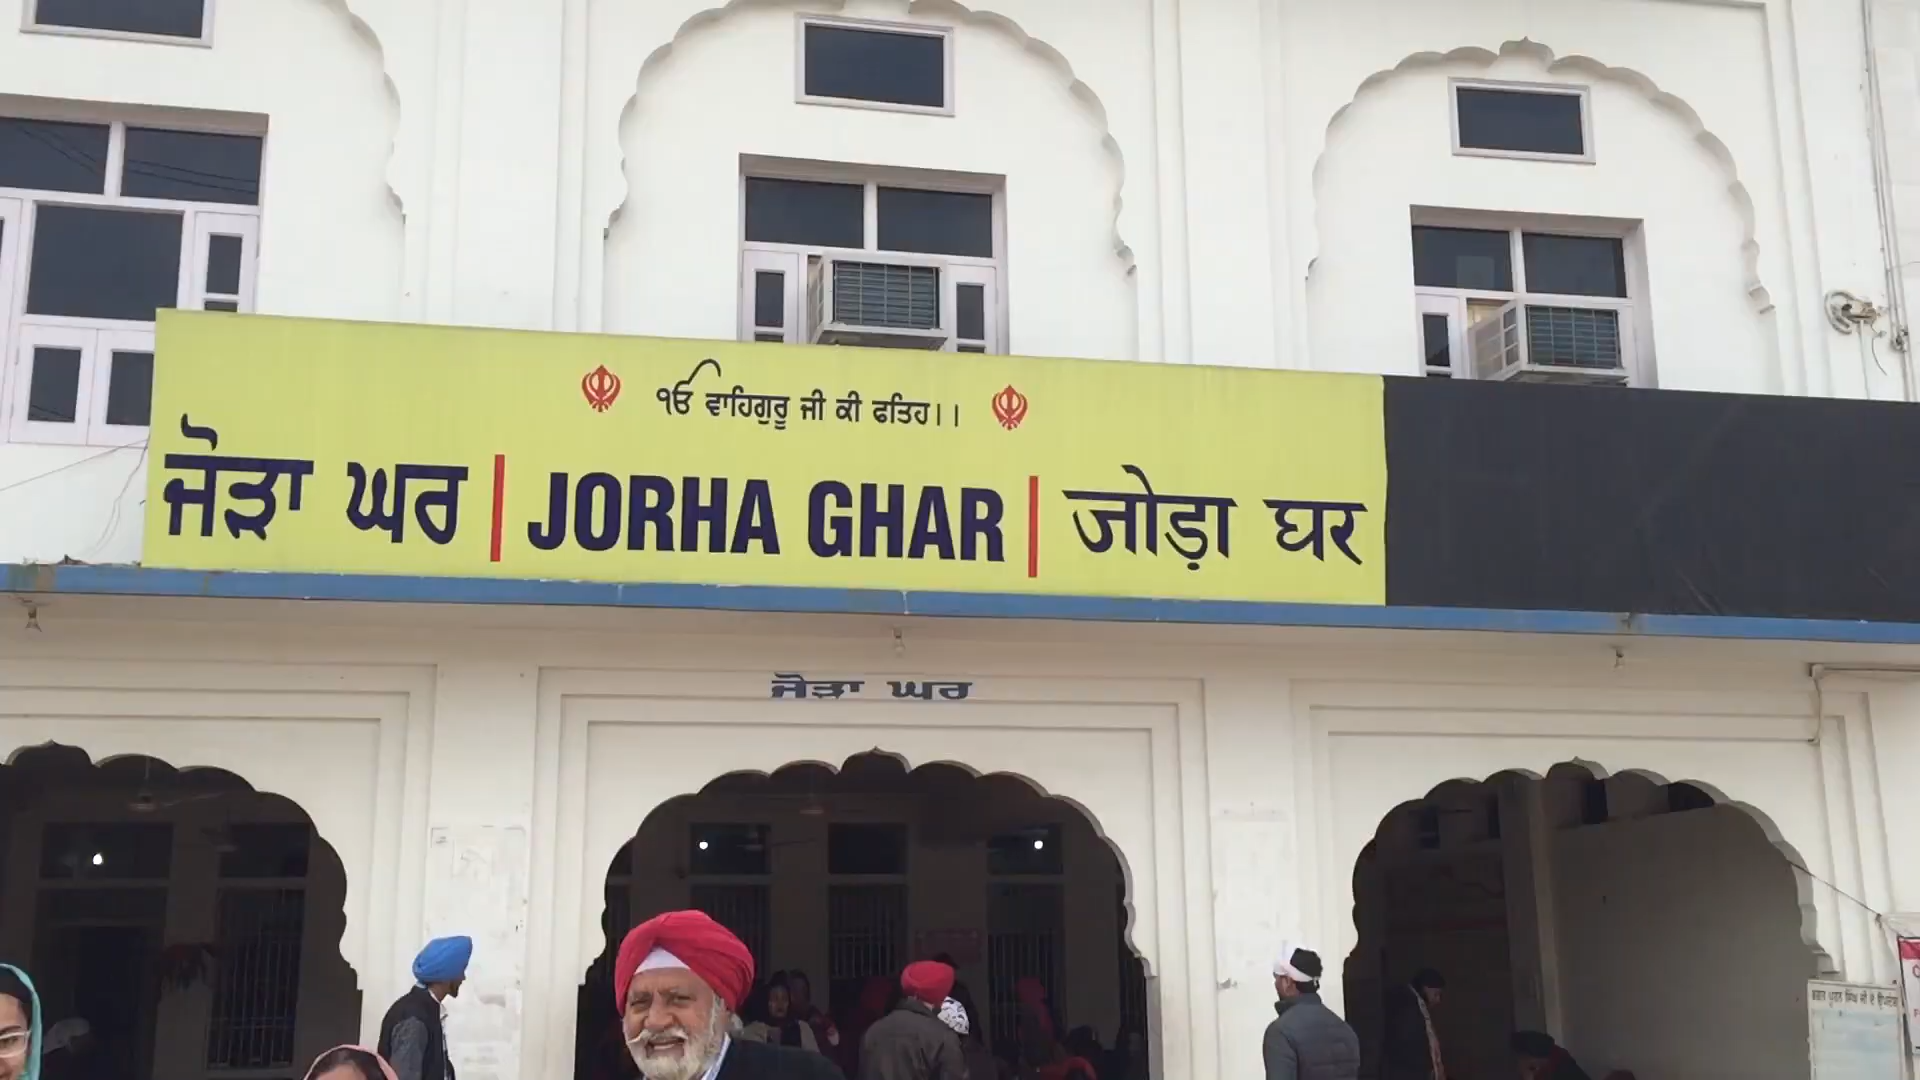 ੴ ਵਾਹਿਗੁਰੂ ਜੀ ਕੀ ਫਤਿਹ।।
ਜੋੜਾ ਘਰ | JORHA GHAR | जोड़ा घर
ਜੋੜਾ ਘਰ